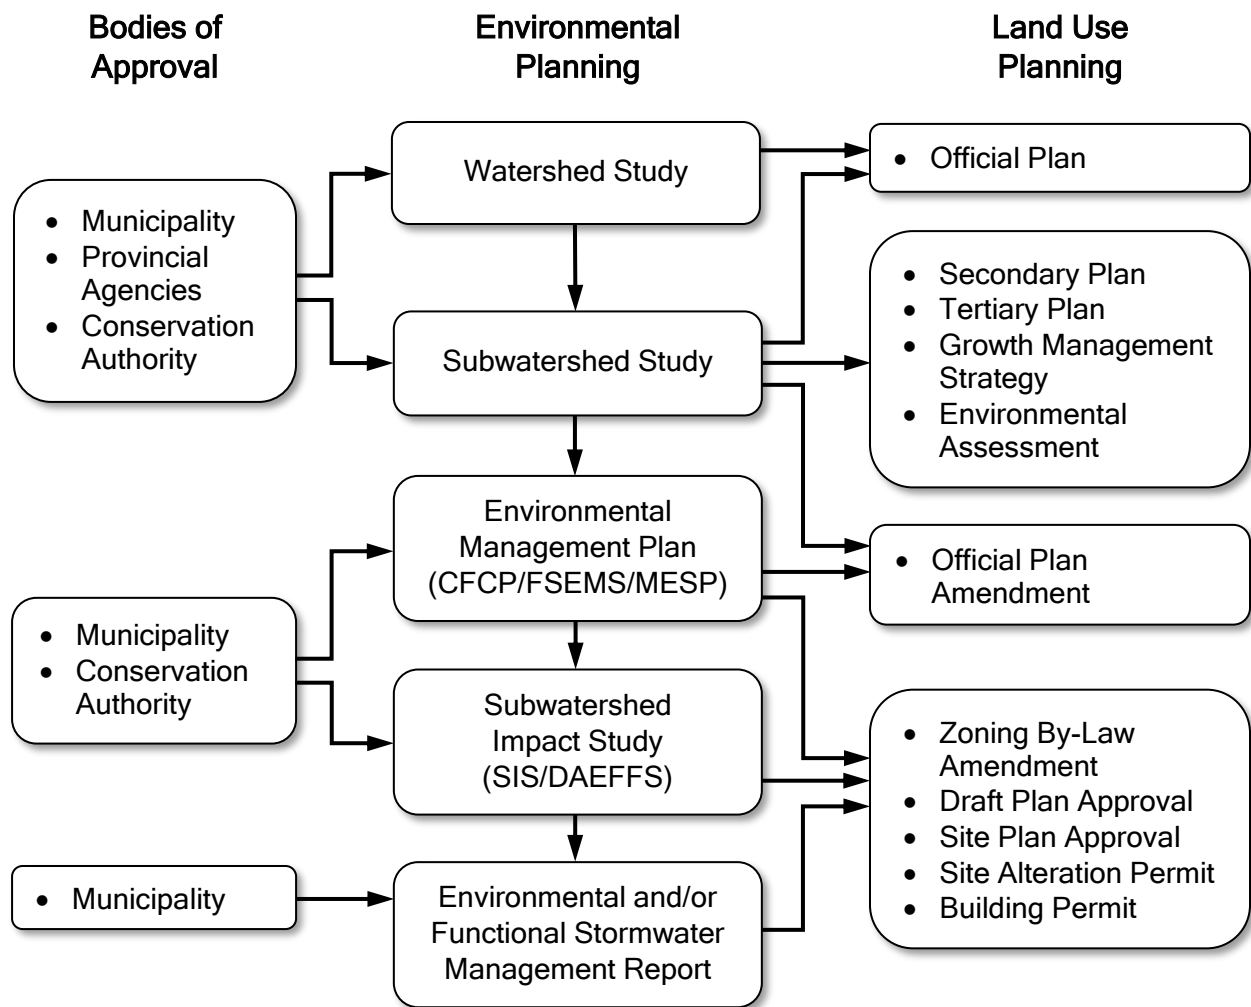 Bodies of
Approval
Environmental
Planning
Land Use
Planning
• Municipality
• Provincial
Agencies
• Conservation
Authority
• Municipality
• Conservation
Authority
• Municipality
Watershed Study
Subwatershed Study
Environmental
Management Plan
(CFCP/FSEMS/MESP)
Subwatershed
Impact Study
(SIS/DAEFFS)
Environmental and/or
Functional Stormwater
Management Report
• Official Plan
• Secondary Plan
• Tertiary Plan
• Growth Management
Strategy
• Environmental
Assessment
• Official Plan
Amendment
• Zoning By-Law
Amendment
• Draft Plan Approval
• Site Plan Approval
• Site Alteration Permit
• Building Permit